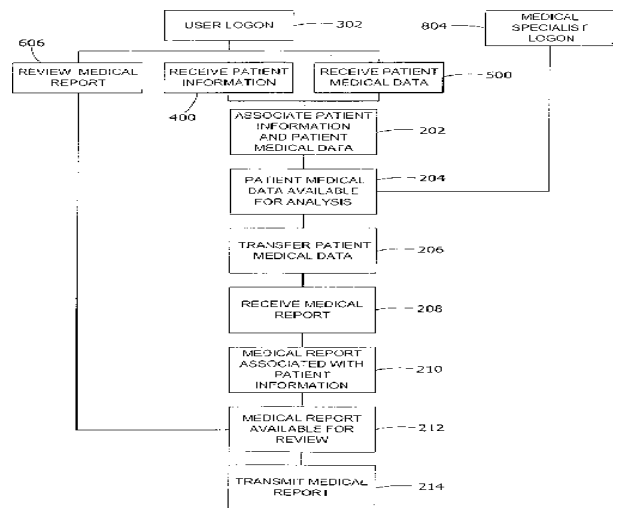 USER LOGON
302
804
MEDICAL
SPECIALIST
LOGON
606
REVIEW MEDICAL
REPORT
RECEIVE PATIENT
INFORMATION
RECEIVE PATIENT
MEDICAL DATA
500
400
ASSOCIATE PATIENT
INFORMATION
AND PATIENT
MEDICAL DATA
202
PATIENT MEDICAL
DATA AVAILABLE
FOR ANALYSIS
204
TRANSFER PATIENT
MEDICAL DATA
206
RECEIVE MEDICAL
REPORT
208
MEDICAL REPORT
ASSOCIATED WITH
PATIENT
INFORMATION
210
MEDICAL REPORT
AVAILABLE FOR
REVIEW
212
TRANSMIT MEDICAL
REPORT
214